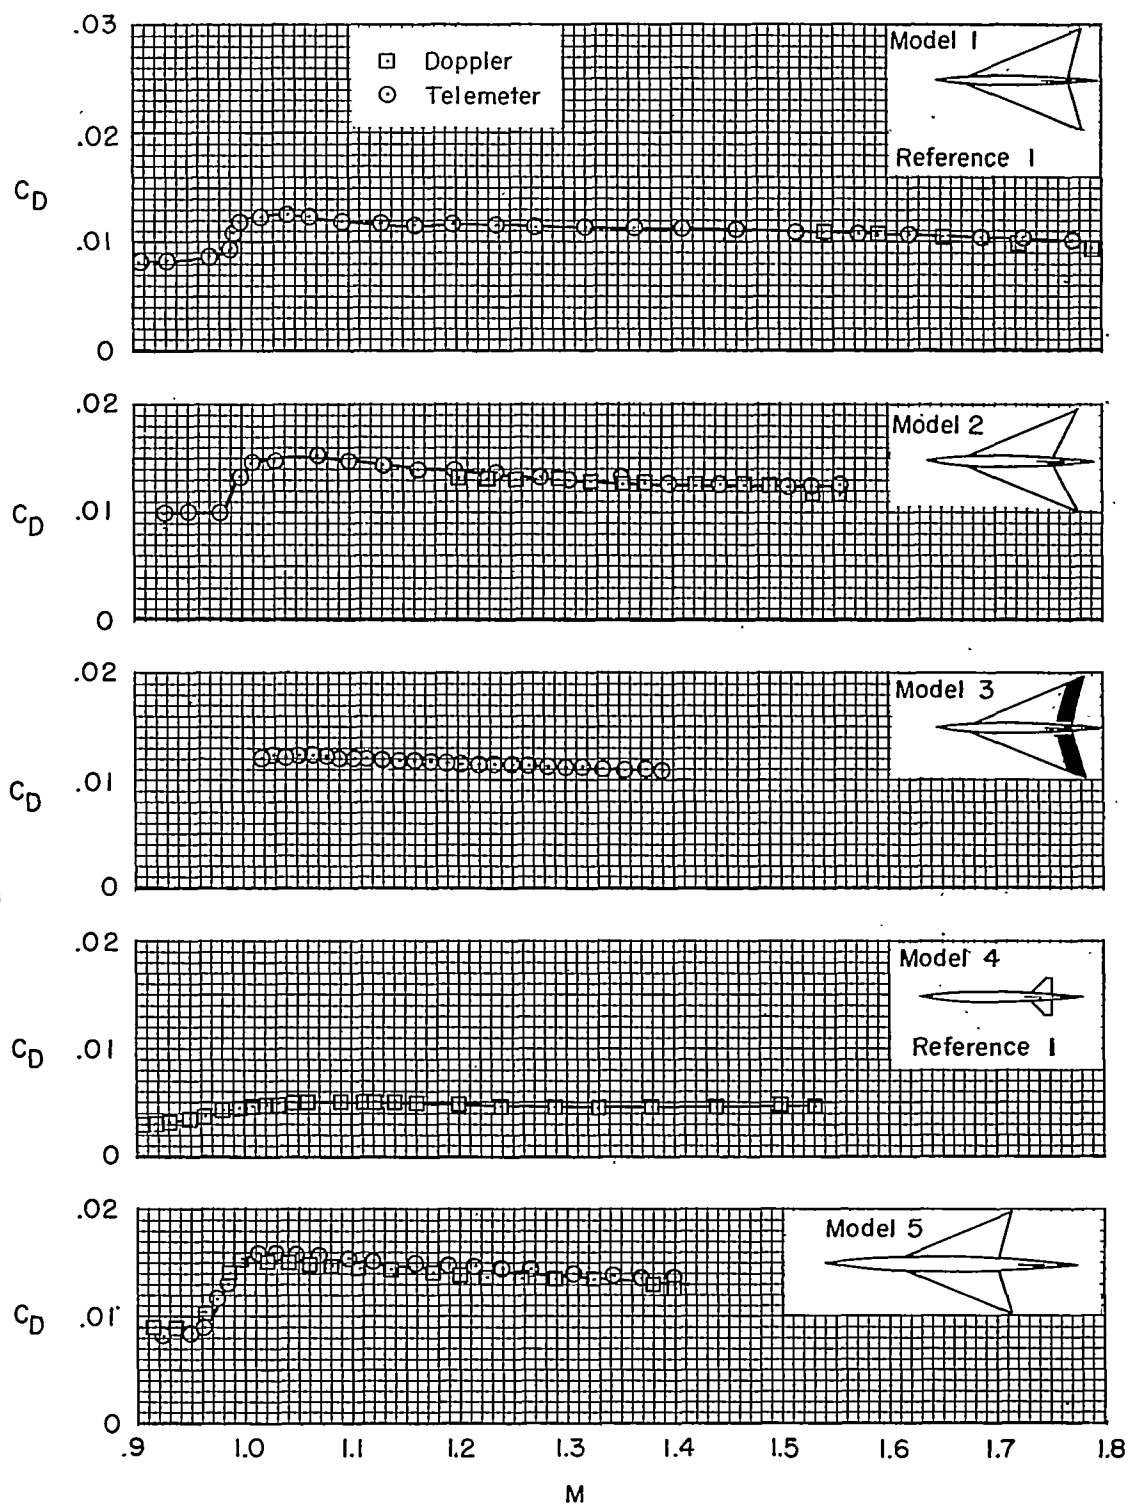 .03
Model 1
Doppler
Telemeter
.02
Reference 1
C_D
.01
0
.02
Model 2
C_D
.01
0
.02
Model 3
C_D
.01
0
.02
Model 4
C_D
.01
Reference 1
0
.02
Model 5
C_D
.01
0
.9 1.0 1.1 1.2 1.3 1.4 1.5 1.6 1.7 1.8
M